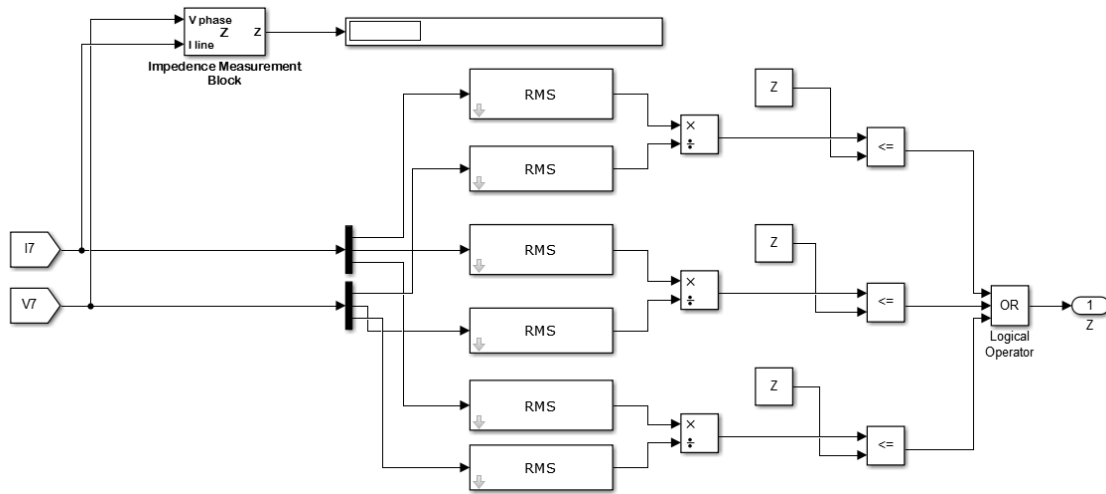 V phase
Z
z
I line
Impedence Measurement
Block
RMS
Z
×
÷
<=
RMS
I7
RMS
Z
×
÷
<=
V7
RMS
OR
1
Z
Logical
Operator
RMS
Z
×
÷
<=
RMS